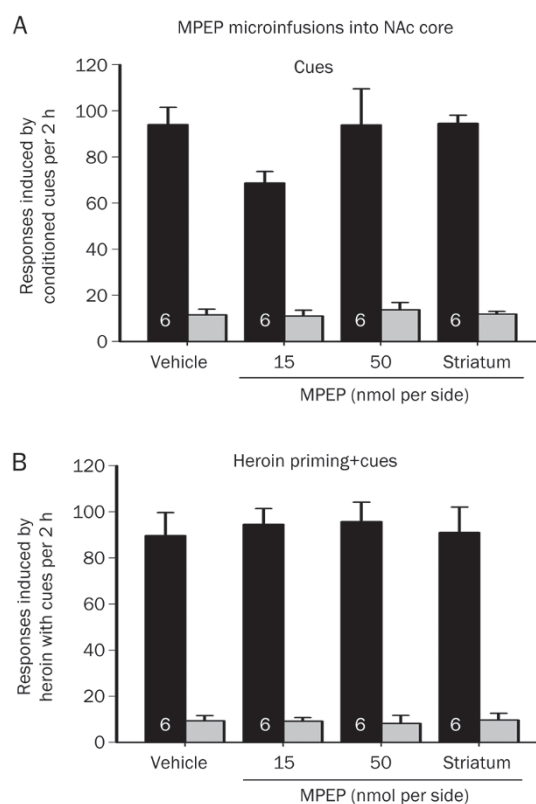 A
MPEP microinfusions into NAc core
Cues
Responses induced by
conditioned cues per 2 h
120
100
80
60
40
20
0
6 6 6 6
Vehicle 15 50 Striatum
MPEP (nmol per side)
B
Heroin priming+cues
Responses induced by
heroin with cues per 2 h
120
100
80
60
40
20
0
6 6 6 6
Vehicle 15 50 Striatum
MPEP (nmol per side)